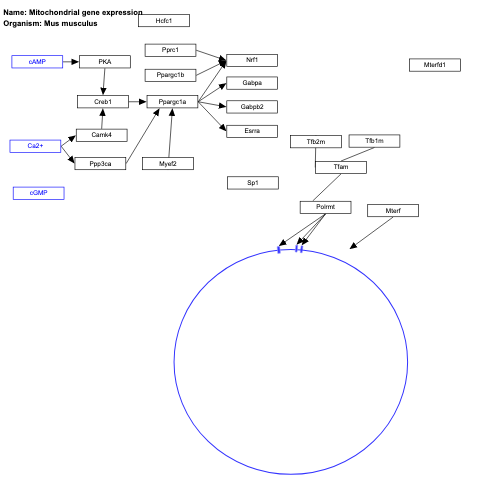 Name: Mitochondrial gene expression
Organism: Mus musculus
Hcfc1
Pprc1
cAMP
PKA
Nrf1
Mterfd1
Ppargc1b
Gabpa
Creb1
Ppargc1a
Gabpb2
Camk4
Esrra
Ca2+
Tfb2m
Tfb1m
Ppp3ca
Myef2
Tfam
Sp1
cGMP
Polrmt
Mterf